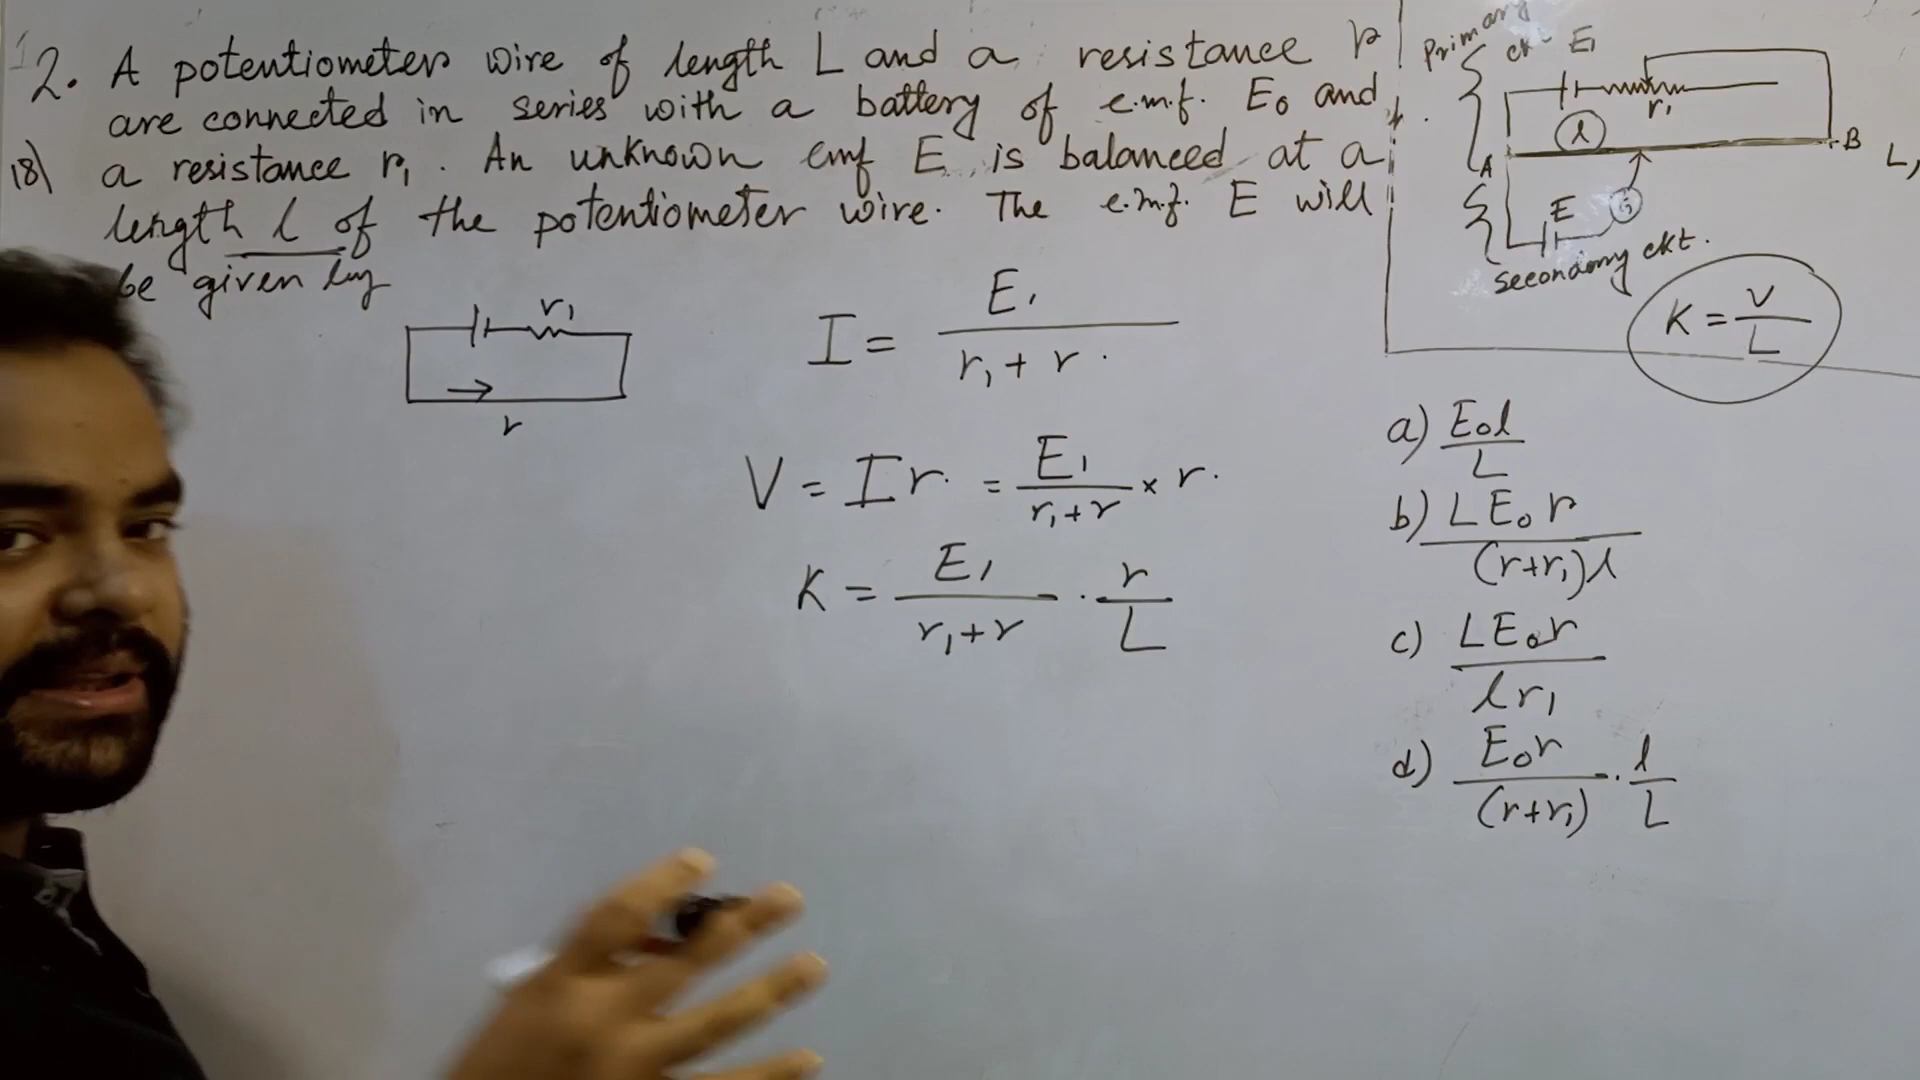 2. A potentiometer wire of length L and a resistance r
are connected in series with a battery of e.m.f. E₀ and
18) a resistance r₁. An unknown emf E is balanced at a
length l of the potentiometer wire. The e.m.f. E will
be given by
r₁
r
I = E₁ / (r₁ + r)
V = Ir = E₁ / (r₁ + r) × r
K = E₁ / (r₁ + r) · r / L
Primary
ckt
E₁
r₁
l
A
B
L,
E
G
Secondary ckt.
K = V / L
a) E₀l / L
b) LE₀r / (r+r₁)l
c) LE₀r / lr₁
d) E₀r / (r+r₁) · l / L